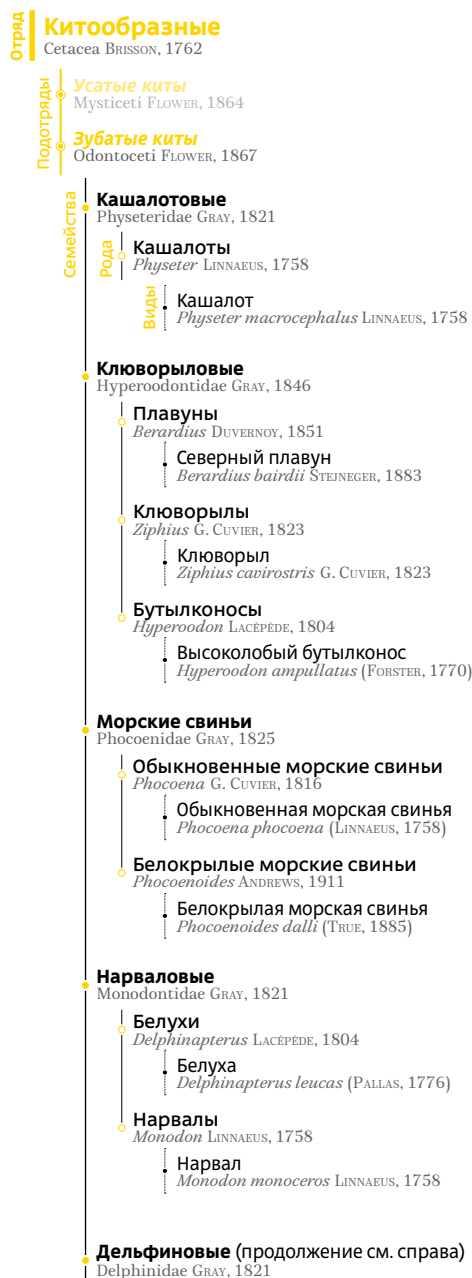 Отряд
Китообразные
Cetacea Brisson, 1762
Подотряды
Усатые киты
Mysticeti Flower, 1864
Зубатые киты
Odontoceti Flower, 1867
Семейства
Кашалотовые
Physeteridae Gray, 1821
Рода
Кашалоты
Physeter Linnaeus, 1758
Виды
Кашалот
Physeter macrocephalus Linnaeus, 1758
Клюворыловые
Hyperoodontidae Gray, 1846
Плавуны
Berardius Duvernoy, 1851
Северный плавун
Berardius bairdii Stejneger, 1883
Клюворылы
Ziphius G. Cuvier, 1823
Клюворыл
Ziphius cavirostris G. Cuvier, 1823
Бутылконосы
Hyperoodon Lacépède, 1804
Высоколобый бутылконос
Hyperoodon ampullatus (Forster, 1770)
Морские свиньи
Phocoenidae Gray, 1825
Обыкновенные морские свиньи
Phocoena G. Cuvier, 1816
Обыкновенная морская свинья
Phocoena phocoena (Linnaeus, 1758)
Белокрылые морские свиньи
Phocoenoides Andrews, 1911
Белокрылая морская свинья
Phocoenoides dalli (True, 1885)
Нарваловые
Monodontidae Gray, 1821
Белухи
Delphinapterus Lacépède, 1804
Белуха
Delphinapterus leucas (Pallas, 1776)
Нарвалы
Monodon Linnaeus, 1758
Нарвал
Monodon monoceros Linnaeus, 1758
Дельфиновые (продолжение см. справа)
Delphinidae Gray, 1821